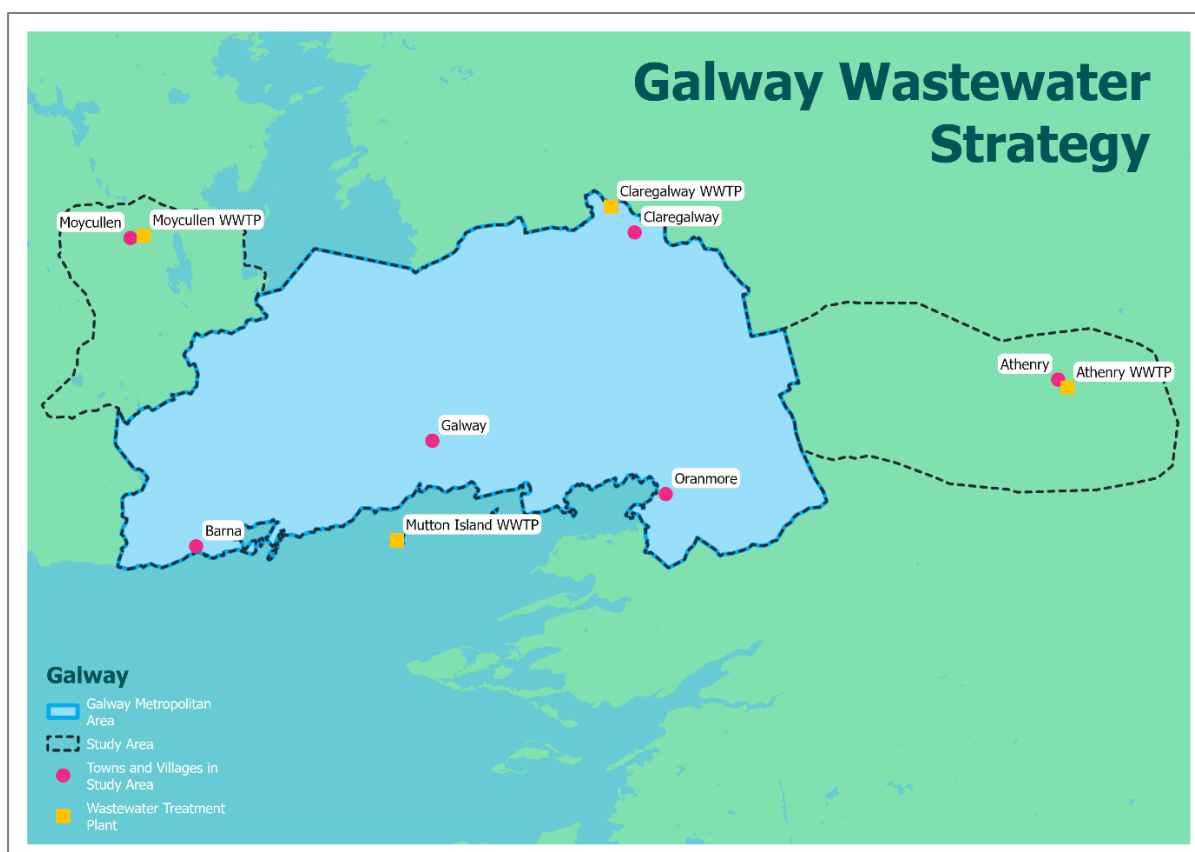 Galway Wastewater
Strategy
Claregalway WWTP
Claregalway
Moycullen
Moycullen WWTP
Athenry
Athenry WWTP
Galway
Oranmore
Mutton Island WWTP
Barna
Galway
Galway Metropolitan
Area
Study Area
Towns and Villages in
Study Area
Wastewater Treatment
Plant